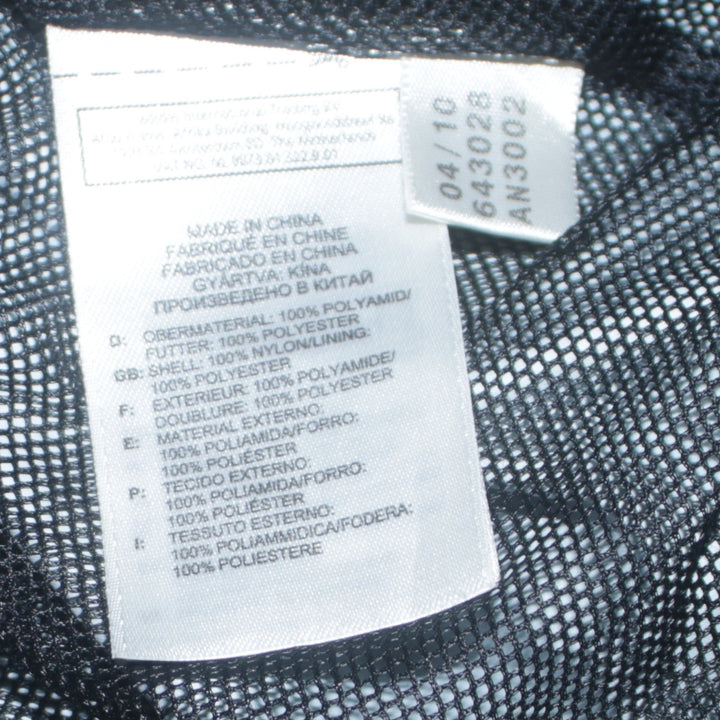 MADE IN CHINA
FABRIQUÉ EN CHINE
FABRICADO EN CHINA
GYÁRTVA: KÍNA
ПРОИЗВЕДЕНО В КИТАЙ
D: OBERMATERIAL: 100% POLYAMID/
FUTTER: 100% POLYESTER
GB: SHELL: 100% NYLON/LINING:
100% POLYESTER
F: EXTERIEUR: 100% POLYAMIDE/
DOUBLURE: 100% POLYESTER
E: MATERIAL EXTERNO:
100% POLIAMIDA/FORRO:
100% POLIÉSTER
P: TECIDO EXTERNO:
100% POLIAMIDA/FORRO:
100% POLIÉSTER
I: TESSUTO ESTERNO:
100% POLIAMMIDICA/FODERA:
100% POLIESTERE
04/10
643028
AN3002